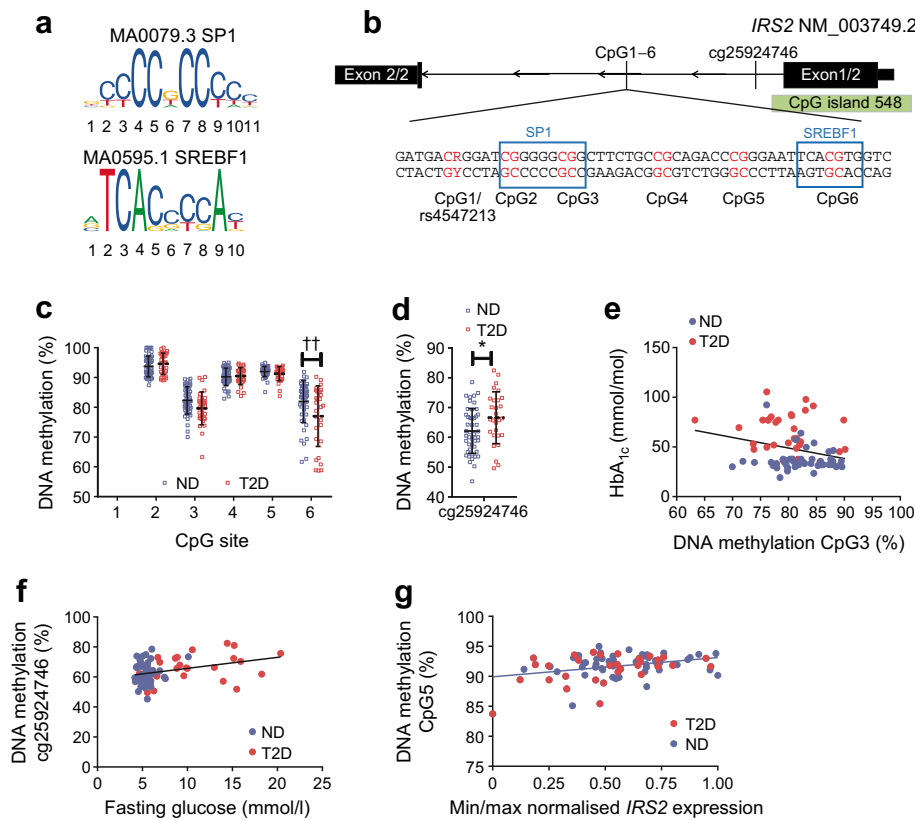 a
MA0079.3 SP1
1 2 3 4 5 6 7 8 9 10 11
MA0595.1 SREBF1
1 2 3 4 5 6 7 8 9 10
b
IRS2 NM_003749.2
CpG1–6
cg25924746
Exon 2/2
Exon1/2
CpG island 548
SP1
SREBF1
GATGACRGGATCGGGGGCGGCTTCTGCCGCAGACCCGGGAATTCACGTGGTC
CTACTGYCCTAGCCCCCGCCGAAGACGGCGTCTGGGCCCTTAAGTGCACCAG
CpG1/
rs4547213
CpG2
CpG3
CpG4
CpG5
CpG6
c
††
DNA methylation (%)
100
90
80
70
60
50
ND
T2D
1 2 3 4 5 6
CpG site
d
ND
T2D
*
DNA methylation (%)
90
80
70
60
50
40
cg25924746
e
ND
T2D
HbA1c (mmol/mol)
150
100
50
0
60 65 70 75 80 85 90 95 100
DNA methylation CpG3 (%)
f
DNA methylation
cg25924746 (%)
100
80
60
40
20
0
ND
T2D
0 5 10 15 20 25
Fasting glucose (mmol/l)
g
DNA methylation
CpG5 (%)
100
95
90
85
80
75
T2D
ND
0 0.25 0.50 0.75 1.00
Min/max normalised IRS2 expression